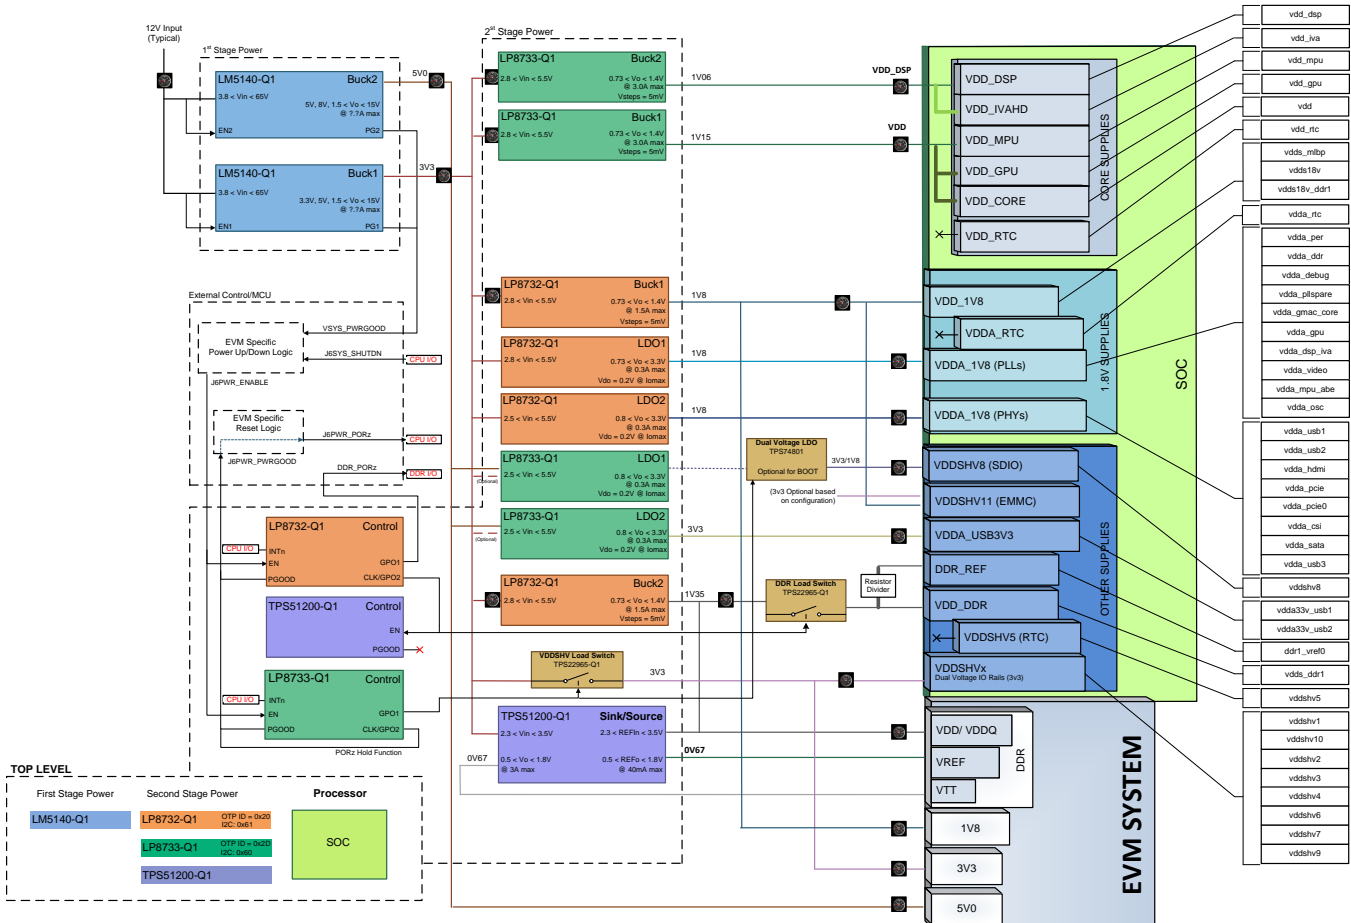 12V Input
(Typical)
1st Stage Power
LM5140-Q1 Buck2
3.8 < Vin < 65V
5V, 8V, 1.5 < Vo < 15V
@ ?.?A max
EN2 PG2
5V0
LM5140-Q1 Buck1
3.8 < Vin < 65V
3.3V, 5V, 1.5 < Vo < 15V
@ ?.?A max
EN1 PG1
3V3
External Control/MCU
EVM Specific
Power Up/Down Logic
VSYS_PWRGOOD
J6SYS_SHUTDN
CPU I/O
J6PWR_ENABLE
EVM Specific
Reset Logic
J6PWR_PORz
CPU I/O
J6PWR_PWRGOOD
DDR_PORz
DDR I/O
LP8732-Q1 Control
CPU I/O
INTn
EN GPO1
PGOOD CLK/GPO2
TPS51200-Q1 Control
EN
PGOOD
LP8733-Q1 Control
CPU I/O
INTn
EN GPO1
PGOOD CLK/GPO2
PORz Hold Function
2nd Stage Power
LP8733-Q1 Buck2
2.8 < Vin < 5.5V
0.73 < Vo < 1.4V
@ 3.0A max
Vsteps = 5mV
1V06
VDD_DSP
LP8733-Q1 Buck1
2.8 < Vin < 5.5V
0.73 < Vo < 1.4V
@ 3.0A max
Vsteps = 5mV
1V15
VDD
LP8732-Q1 Buck1
2.8 < Vin < 5.5V
0.73 < Vo < 1.4V
@ 1.5A max
Vsteps = 5mV
1V8
LP8732-Q1 LDO1
2.8 < Vin < 5.5V
0.73 < Vo < 3.3V
@ 0.3A max
Vdo = 0.2V @ Iomax
1V8
LP8732-Q1 LDO2
2.5 < Vin < 5.5V
0.8 < Vo < 3.3V
@ 0.3A max
Vdo = 0.2V @ Iomax
1V8
LP8733-Q1 LDO1
2.5 < Vin < 5.5V
(Optional)
0.8 < Vo < 3.3V
@ 0.3A max
Vdo = 0.2V @ Iomax
Dual Voltage LDO
TPS74801
Optional for BOOT
3V3/1V8
(3v3 Optional based
on configuration)
LP8733-Q1 LDO2
2.5 < Vin < 5.5V
(Optional)
0.8 < Vo < 3.3V
@ 0.3A max
Vdo = 0.2V @ Iomax
3V3
LP8732-Q1 Buck2
2.8 < Vin < 5.5V
0.73 < Vo < 1.4V
@ 1.5A max
Vsteps = 5mV
1V35
DDR Load Switch
TPS22965-Q1
Resistor
Divider
VDDSHV Load Switch
TPS22965-Q1
3V3
TPS51200-Q1 Sink/Source
2.3 < Vin < 3.5V
2.3 < REFIn < 3.5V
0V67
0.5 < Vo < 1.8V
@ 3A max
0.5 < REFo < 1.8V
@ 40mA max
0V67
VDD_DSP
VDD_IVAHD
VDD_MPU
VDD_GPU
VDD_CORE
VDD_RTC
CORE SUPPLIES
VDD_1V8
VDDA_RTC
VDDA_1V8 (PLLs)
VDDA_1V8 (PHYs)
1.8V SUPPLIES
SOC
VDDSHV8 (SDIO)
VDDSHV11 (EMMC)
VDDA_USB3V3
DDR_REF
VDD_DDR
VDDSHV5 (RTC)
VDDSHVx
Dual Voltage IO Rails (3v3)
OTHER SUPPLIES
VDD/ VDDQ
VREF
VTT
DDR
1V8
3V3
5V0
EVM SYSTEM
vdd_dsp
vdd_iva
vdd_mpu
vdd_gpu
vdd
vdd_rtc
vdds_mlbp
vdds18v
vdds18v_ddr1
vdda_rtc
vdda_per
vdda_ddr
vdda_debug
vdda_pllspare
vdda_gmac_core
vdda_gpu
vdda_dsp_iva
vdda_video
vdda_mpu_abe
vdda_osc
vdda_usb1
vdda_usb2
vdda_hdmi
vdda_pcie
vdda_pcie0
vdda_csi
vdda_sata
vdda_usb3
vddshv8
vdda33v_usb1
vdda33v_usb2
ddr1_vref0
vdds_ddr1
vddshv5
vddshv1
vddshv10
vddshv2
vddshv3
vddshv4
vddshv6
vddshv7
vddshv9
TOP LEVEL
First Stage Power
Second Stage Power
Processor
LM5140-Q1
LP8732-Q1
OTP ID = 0x20
I2C: 0x61
LP8733-Q1
OTP ID = 0x2D
I2C: 0x60
TPS51200-Q1
SOC